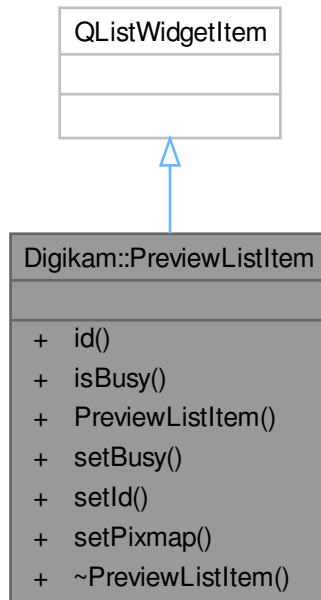 QListWidgetItem
Digikam::PreviewListItem
+ id()
+ isBusy()
+ PreviewListItem()
+ setBusy()
+ setId()
+ setPixmap()
+ ~PreviewListItem()